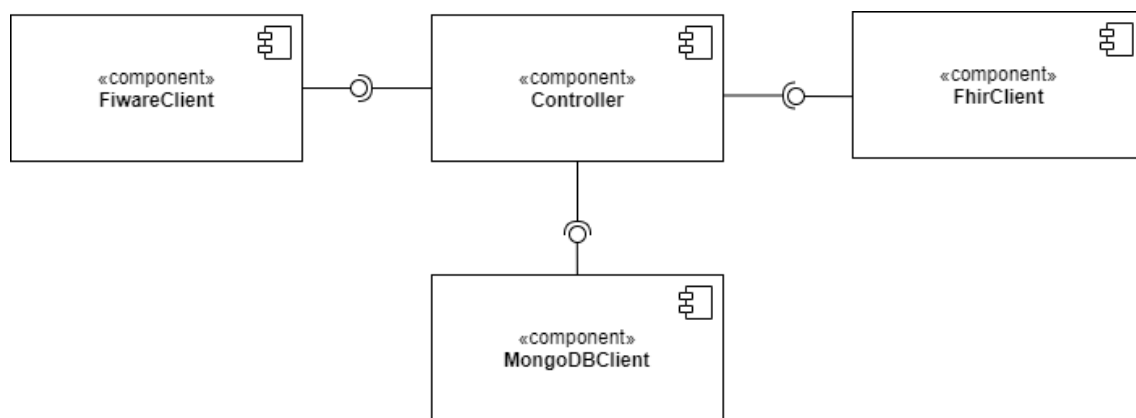 «component»
FiwareClient
«component»
Controller
«component»
FhirClient
«component»
MongoDBClient